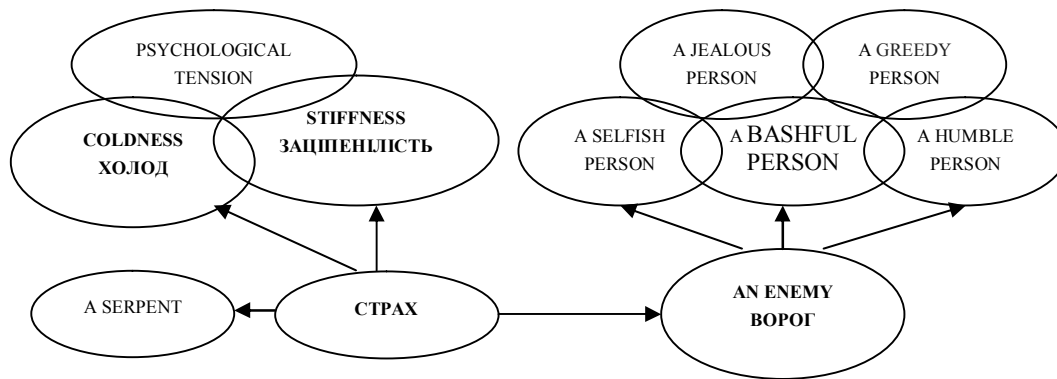 PSYCHOLOGICAL
TENSION
COLDNESS
ХОЛОД
STIFFNESS
ЗАЦІПЕНІЛІСТЬ
A JEALOUS
PERSON
A GREEDY
PERSON
A SELFISH
PERSON
A BASHFUL
PERSON
A HUMBLE
PERSON
A SERPENT
СТРАХ
AN ENEMY
ВОРОГ